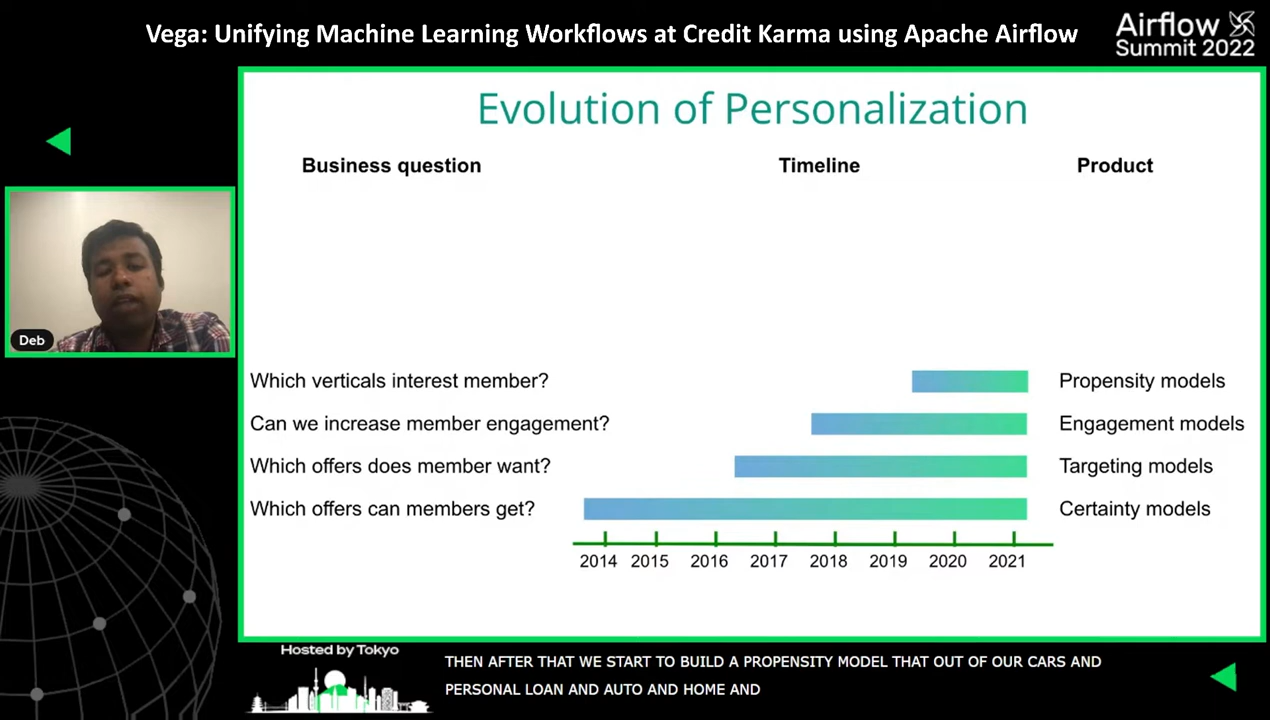 Vega: Unifying Machine Learning Workflows at Credit Karma using Apache Airflow
Airflow
Summit 2022
Evolution of Personalization
Business question
Timeline
Product
Deb
Which verticals interest member?
Propensity models
Can we increase member engagement?
Engagement models
Which offers does member want?
Targeting models
Which offers can members get?
Certainty models
2014 2015 2016 2017 2018 2019 2020 2021
Hosted by Tokyo
THEN AFTER THAT WE START TO BUILD A PROPENSITY MODEL THAT OUT OF OUR CARS AND
PERSONAL LOAN AND AUTO AND HOME AND